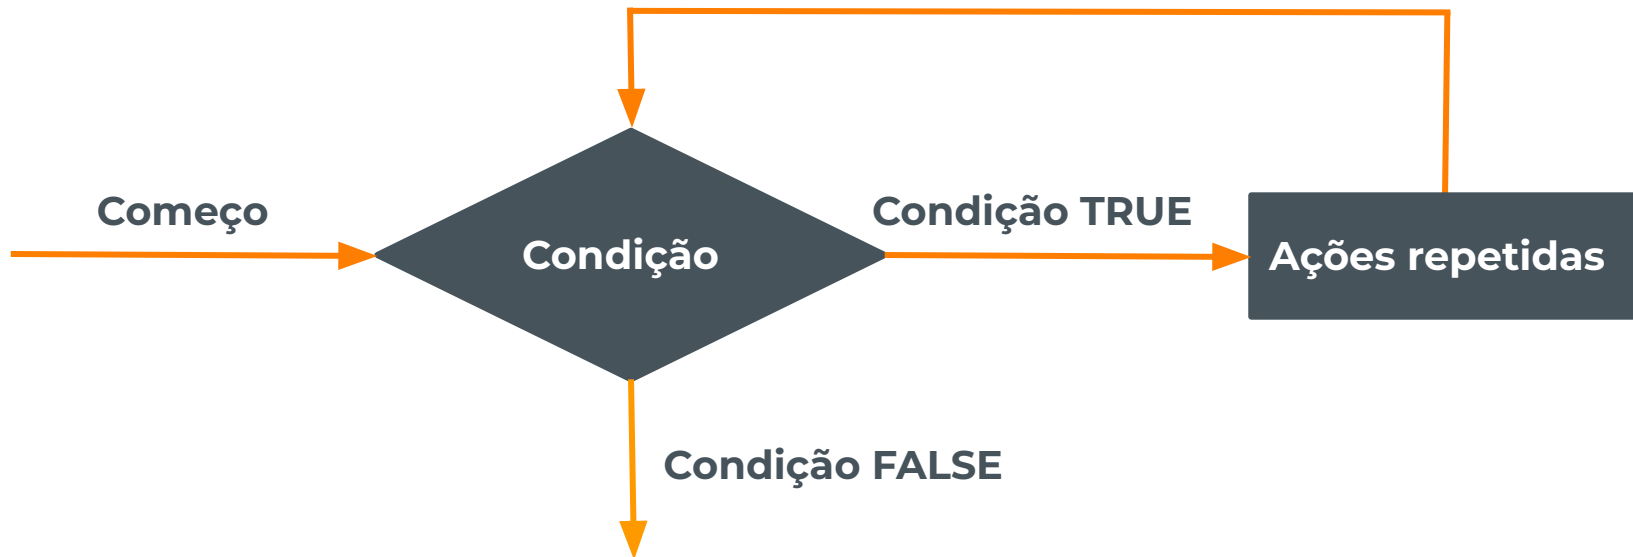 Começo
Condição
Condição TRUE
Ações repetidas
Condição FALSE